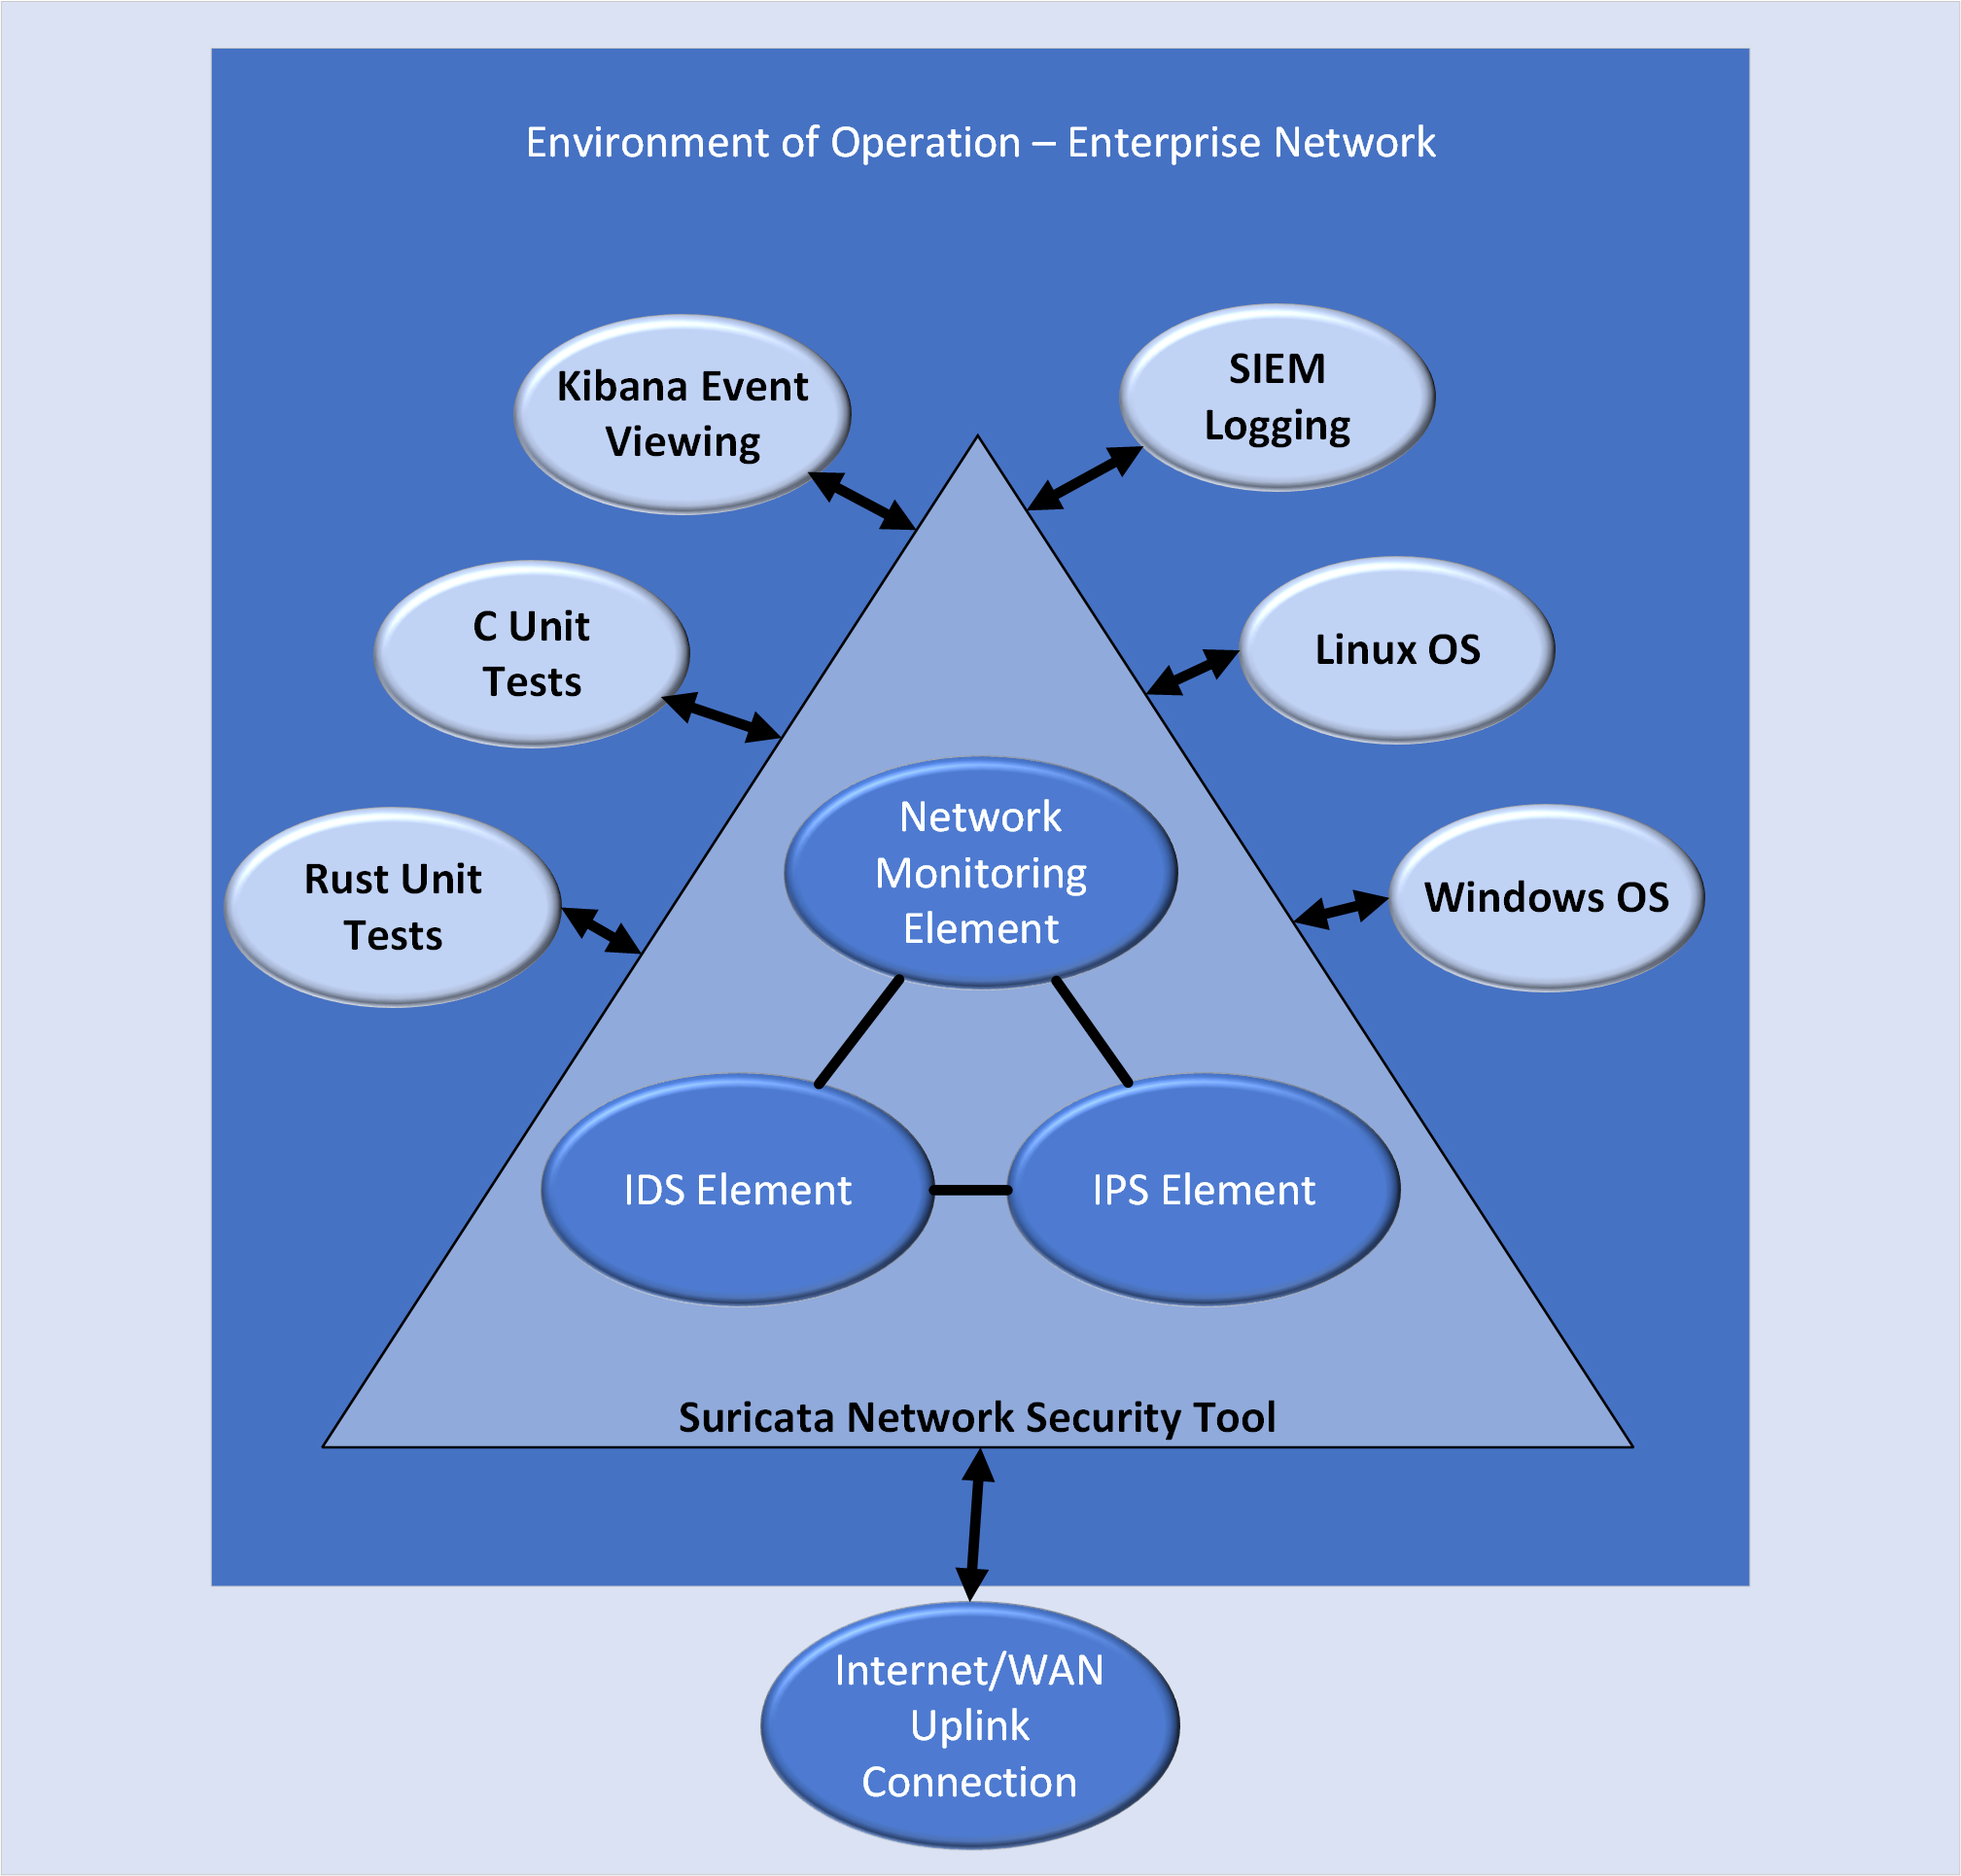 Environment of Operation – Enterprise Network
Kibana Event
Viewing
SIEM
Logging
C Unit
Tests
Linux OS
Rust Unit
Tests
Windows OS
Network
Monitoring
Element
IDS Element
IPS Element
Suricata Network Security Tool
Internet/WAN
Uplink
Connection